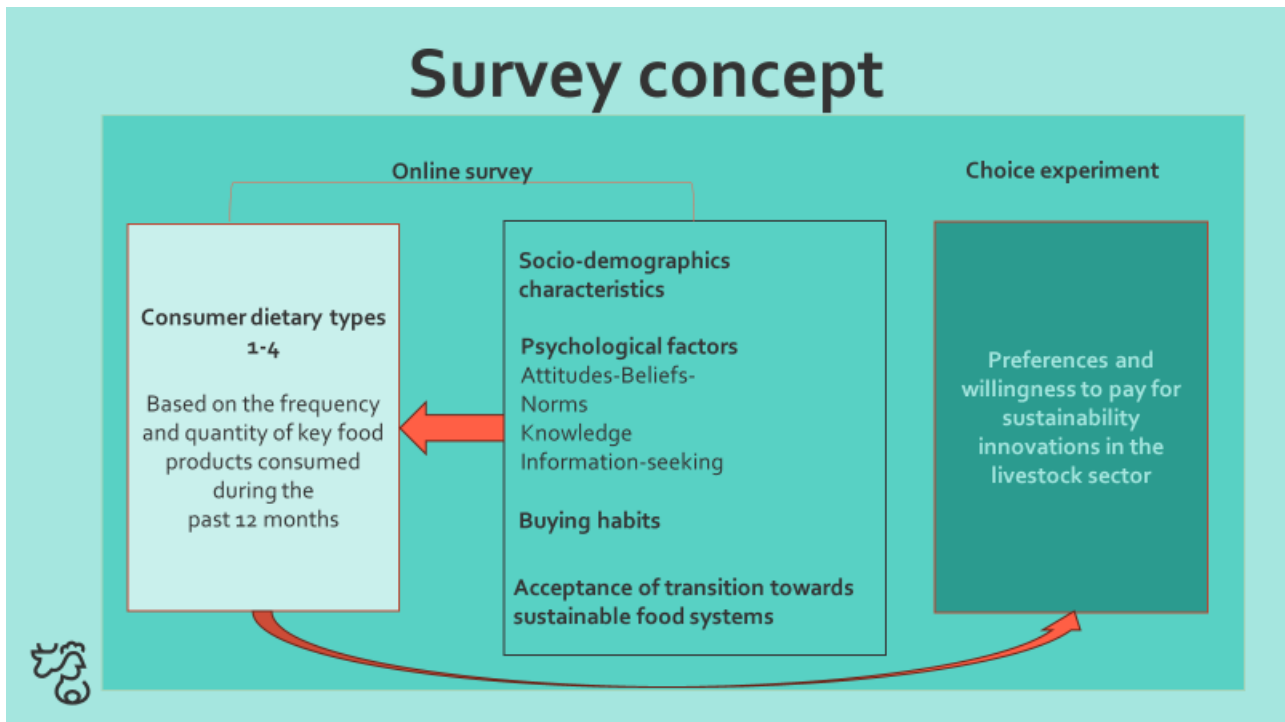 Survey concept
Online survey
Choice experiment
Consumer dietary types
1-4
Based on the frequency
and quantity of key food
products consumed
during the
past 12 months
Socio-demographics
characteristics
Psychological factors
Attitudes-Beliefs-
Norms
Knowledge
Information-seeking
Buying habits
Acceptance of transition towards
sustainable food systems
Preferences and
willingness to pay for
sustainability
innovations in the
livestock sector